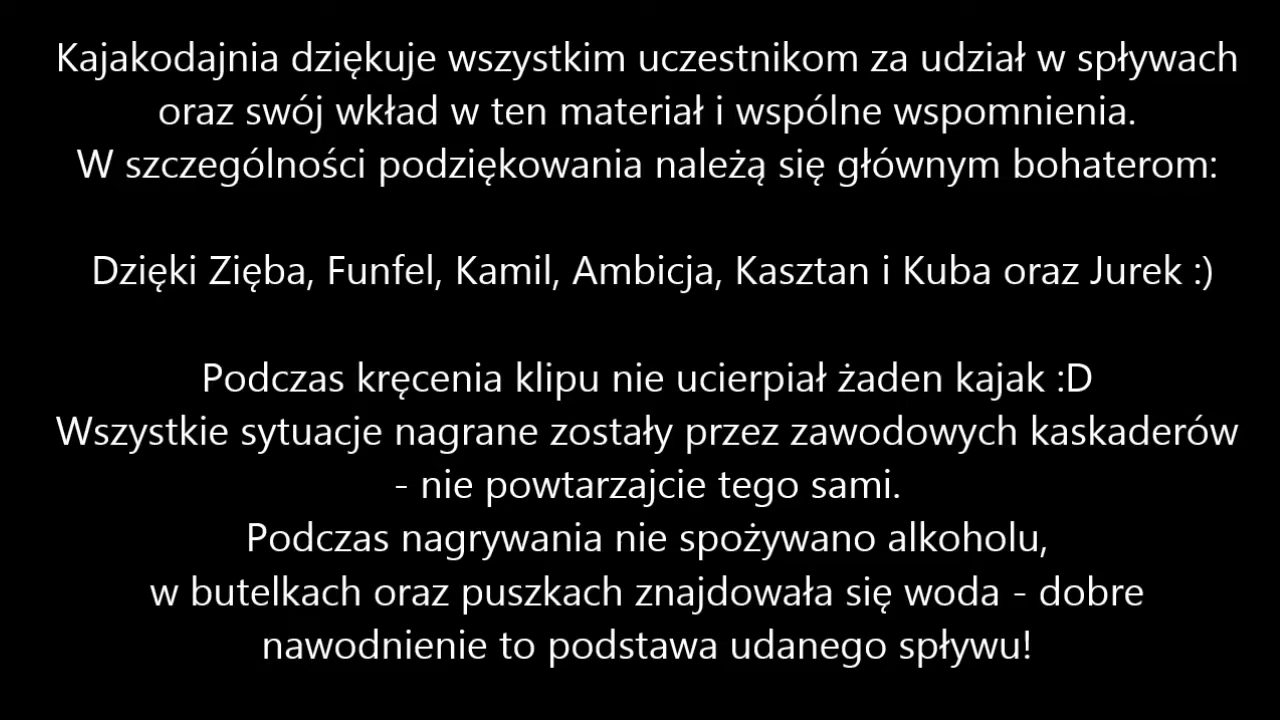 Kajakodajnia dziękuje wszystkim uczestnikom za udział w spływach
oraz swój wkład w ten materiał i wspólne wspomnienia.
W szczególności podziękowania należą się głównym bohaterom:
Dzięki Zięba, Funfel, Kamil, Ambicja, Kasztan i Kuba oraz Jurek :)
Podczas kręcenia klipu nie ucierpiał żaden kajak :D
Wszystkie sytuacje nagrane zostały przez zawodowych kaskaderów
- nie powtarzajcie tego sami.
Podczas nagrywania nie spożywano alkoholu,
w butelkach oraz puszkach znajdowała się woda - dobre
nawodnienie to podstawa udanego spływu!